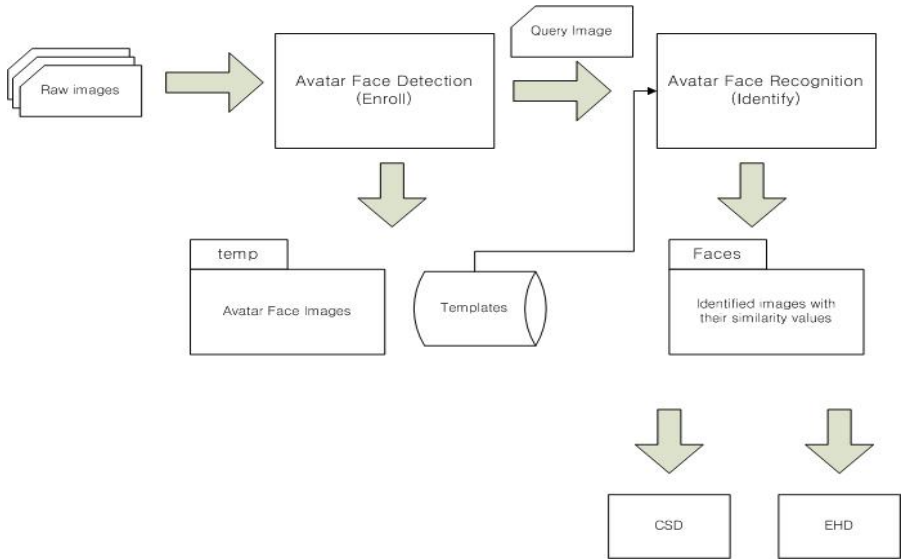 Raw images
Avatar Face Detection
(Enroll)
Query Image
Avatar Face Recognition
(Identify)
temp
Avatar Face Images
Templates
Faces
Identified images with
their similarity values
CSD
EHD